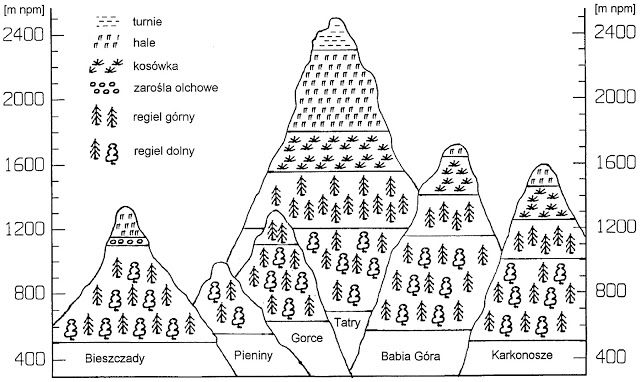 [m npm]
2400
2000
1600
1200
800
400
turnie
hale
kosówka
zarośla olchowe
regiel górny
regiel dolny
[m npm]
2400
2000
1600
1200
800
400
Bieszczady
Pieniny
Gorce
Tatry
Babia Góra
Karkonosze